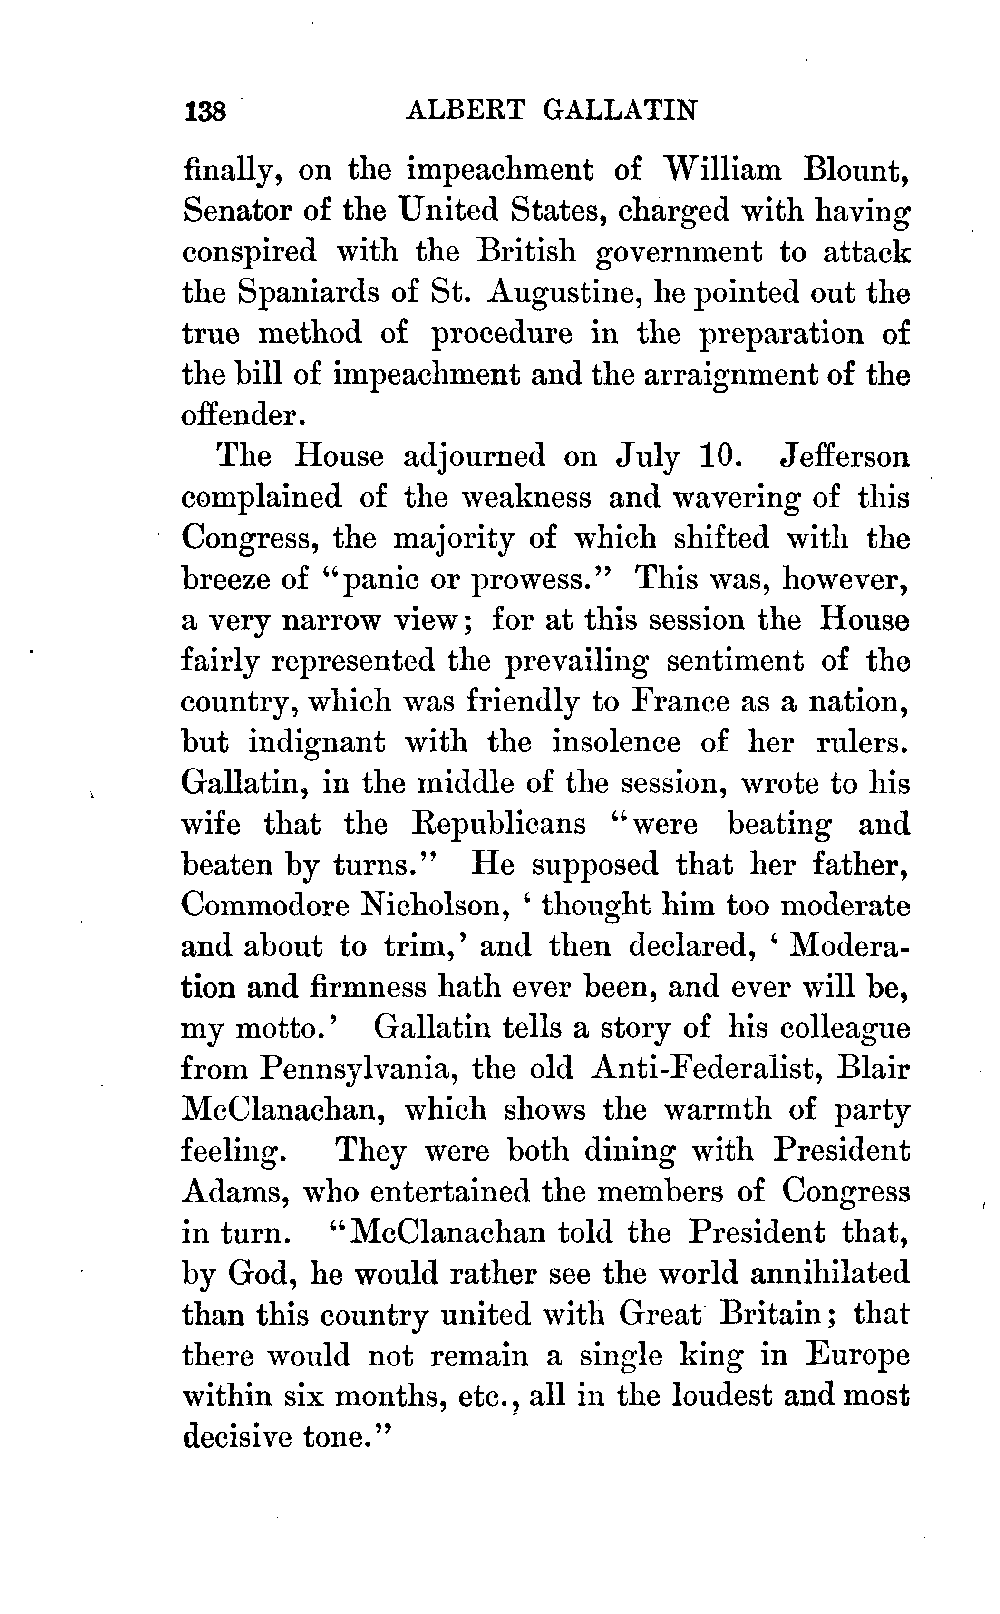 138 ALBERT GALLATIN
finally, on the impeachment of William Blount,
Senator of the United States, charged with having
conspired with the British government to attack
the Spaniards of St. Augustine, he pointed out the
true method of procedure in the preparation of
the bill of impeachment and the arraignment of the
offender.
The House adjourned on July 10. Jefferson
complained of the weakness and wavering of this
Congress, the majority of which shifted with the
breeze of "panic or prowess." This was, however,
a very narrow view; for at this session the House
fairly represented the prevailing sentiment of the
country, which was friendly to France as a nation,
but indignant with the insolence of her rulers.
Gallatin, in the middle of the session, wrote to his
wife that the Republicans "were beating and
beaten by turns." He supposed that her father,
Commodore Nicholson, ' thought him too moderate
and about to trim,' and then declared, ' Modera-
tion and firmness hath ever been, and ever will be,
my motto.' Gallatin tells a story of his colleague
from Pennsylvania, the old Anti-Federalist, Blair
McClanachan, which shows the warmth of party
feeling. They were both dining with President
Adams, who entertained the members of Congress
in turn. "McClanachan told the President that,
by God, he would rather see the world annihilated
than this country united with Great Britain; that
there would not remain a single king in Europe
within six months, etc., all in the loudest and most
decisive tone."